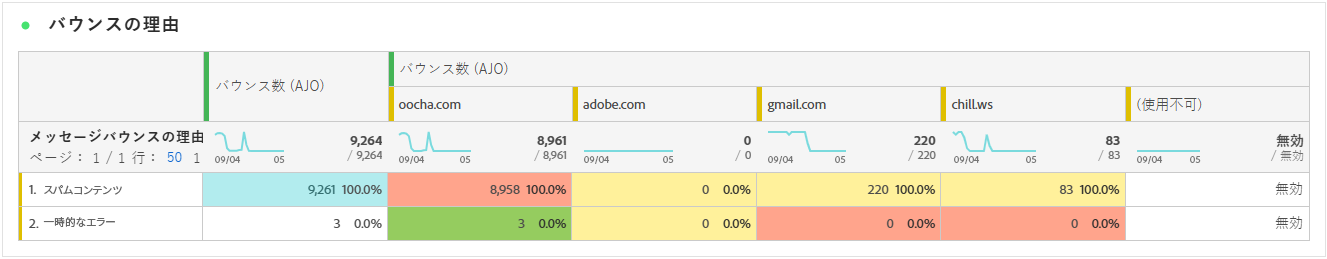 バウンスの理由
バウンス数 (AJO)
バウンス数 (AJO)
oocha.com adobe.com gmail.com chill.ws (使用不可)
メッセージバウンスの理由 9,264 8,961 0 220 83 無効
ページ： 1 / 1 行： 50 1 09/04 05 / 9,264 09/04 05 / 8,961 09/04 05 / 0 09/04 05 / 220 09/04 05 / 83 09/04 05 / 無効
1. スパムコンテンツ 9,261 100.0% 8,958 100.0% 0 0.0% 220 100.0% 83 100.0% 無効
2. 一時的なエラー 3 0.0% 3 0.0% 0 0.0% 0 0.0% 0 0.0% 無効